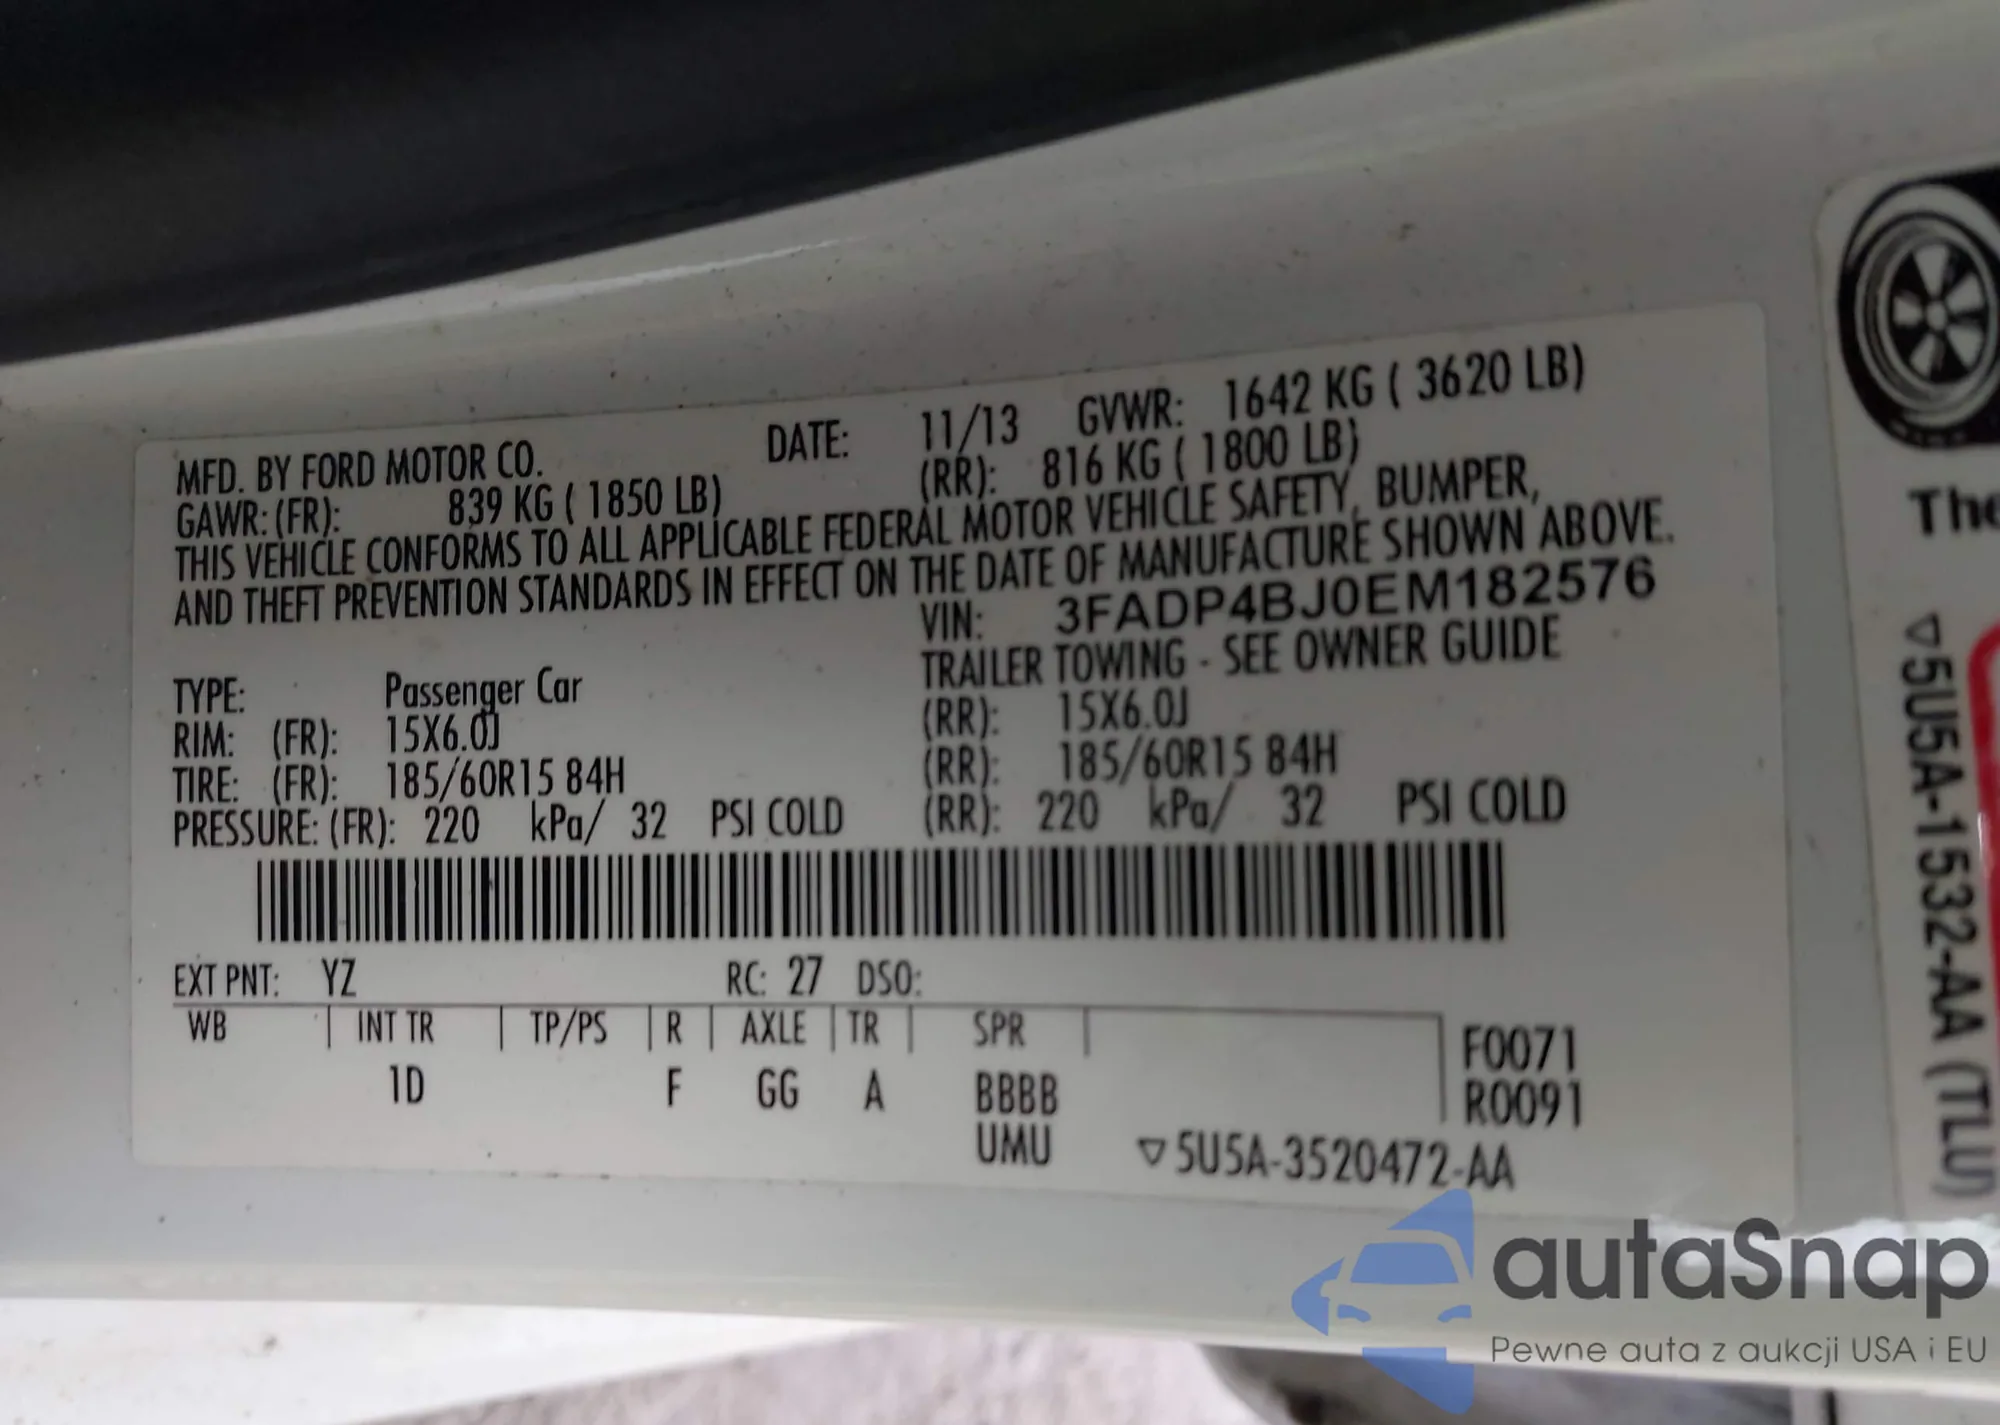 MFD. BY FORD MOTOR CO. DATE: 11/13 GVWR: 1642 KG ( 3620 LB)
GAWR: (FR): 839 KG ( 1850 LB) (RR): 816 KG ( 1800 LB)
THIS VEHICLE CONFORMS TO ALL APPLICABLE FEDERAL MOTOR VEHICLE SAFETY, BUMPER,
AND THEFT PREVENTION STANDARDS IN EFFECT ON THE DATE OF MANUFACTURE SHOWN ABOVE.
VIN: 3FADP4BJ0EM182576
TYPE: Passenger Car TRAILER TOWING - SEE OWNER GUIDE
RIM: (FR): 15X6.0J (RR): 15X6.0J
TIRE: (FR): 185/60R15 84H (RR): 185/60R15 84H
PRESSURE: (FR): 220 kPa/ 32 PSI COLD (RR): 220 kPa/ 32 PSI COLD
EXT PNT: YZ RC: 27 DSO:
WB INT TR TP/PS R AXLE TR SPR
1D F GG A BBBB
UMU
F0071
R0091
▽5U5A-3520472-AA
The
▽5U5A-1532-AA (TLU)
autaSnap
Pewne auta z aukcji USA i EU